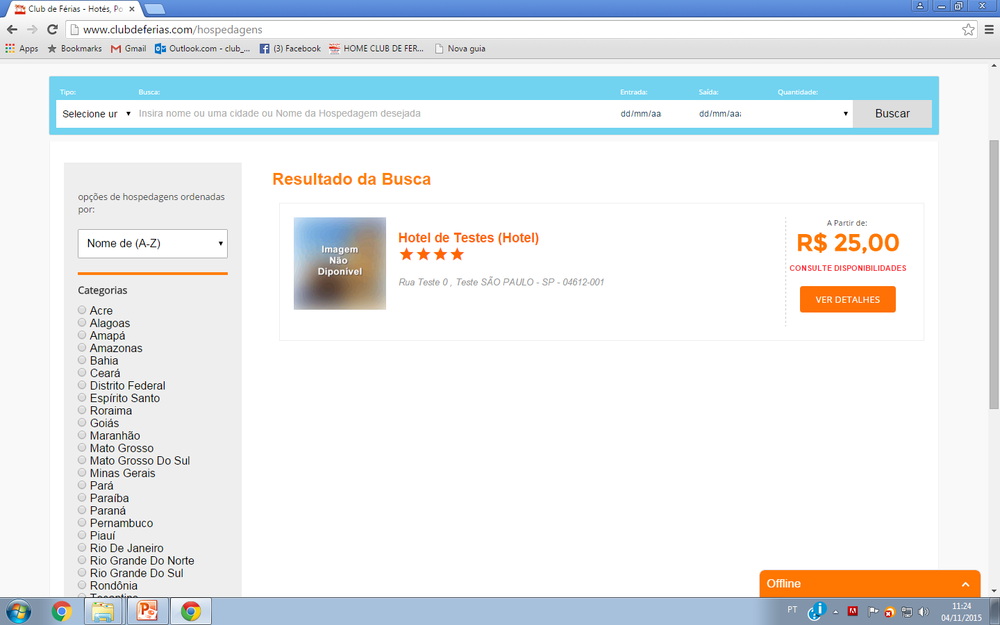 Club de Férias - Hotés, Po
www.clubdeferias.com/hospedagens
Apps
Bookmarks
Gmail
Outlook.com - club_...
(3) Facebook
HOME CLUB DE FER...
Nova guia
Tipo:
Busca:
Entrada:
Saída:
Quantidade:
Selecione ur
Insira nome ou uma cidade ou Nome da Hospedagem desejada
dd/mm/aa
dd/mm/aa
Buscar
opções de hospedagens ordenadas
por:
Nome de (A-Z)
Categorias
Acre
Alagoas
Amapá
Amazonas
Bahia
Ceará
Distrito Federal
Espírito Santo
Roraima
Goiás
Maranhão
Mato Grosso
Mato Grosso Do Sul
Minas Gerais
Pará
Paraíba
Paraná
Pernambuco
Piauí
Rio De Janeiro
Rio Grande Do Norte
Rio Grande Do Sul
Rondônia
Tocantins
Resultado da Busca
Imagem
Não
Diponível
Hotel de Testes (Hotel)
Rua Teste 0 , Teste SÃO PAULO - SP - 04612-001
A Partir de:
R$ 25,00
CONSULTE DISPONIBILIDADES
VER DETALHES
Offline
PT
11:24
04/11/2015